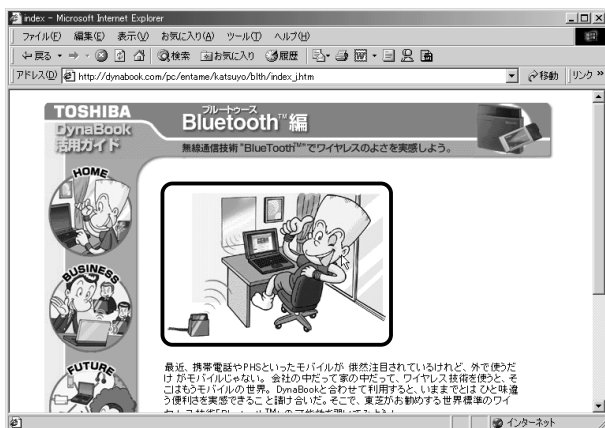 index - Microsoft Internet Explorer
ファイル(F) 編集(E) 表示(V) お気に入り(A) ツール(T) ヘルプ(H)
戻る 検索 お気に入り 履歴
アドレス(D) http://dynabook.com/pc/entame/katsuyo/blth/index_j.htm 移動 リンク »
TOSHIBA
DynaBook
活用ガイド
ブルートゥース
Bluetooth™編
無線通信技術 "BlueTooth™"でワイヤレスのよさを実感しよう。
HOME
BUSINESS
FUTURE
最近、携帯電話やPHSといったモバイルが 俄然注目されているけれど、外で使うだ
け がモバイルじゃない。会社の中だって家の中だって、ワイヤレス技術を使うと、そ
こはもうモバイルの世界。DynaBookと合わせて利用すると、いままでとは ひと味違
う便利さを実感できること請け合いだ。そこで、東芝がお勧めする世界標準のワイ
インターネット